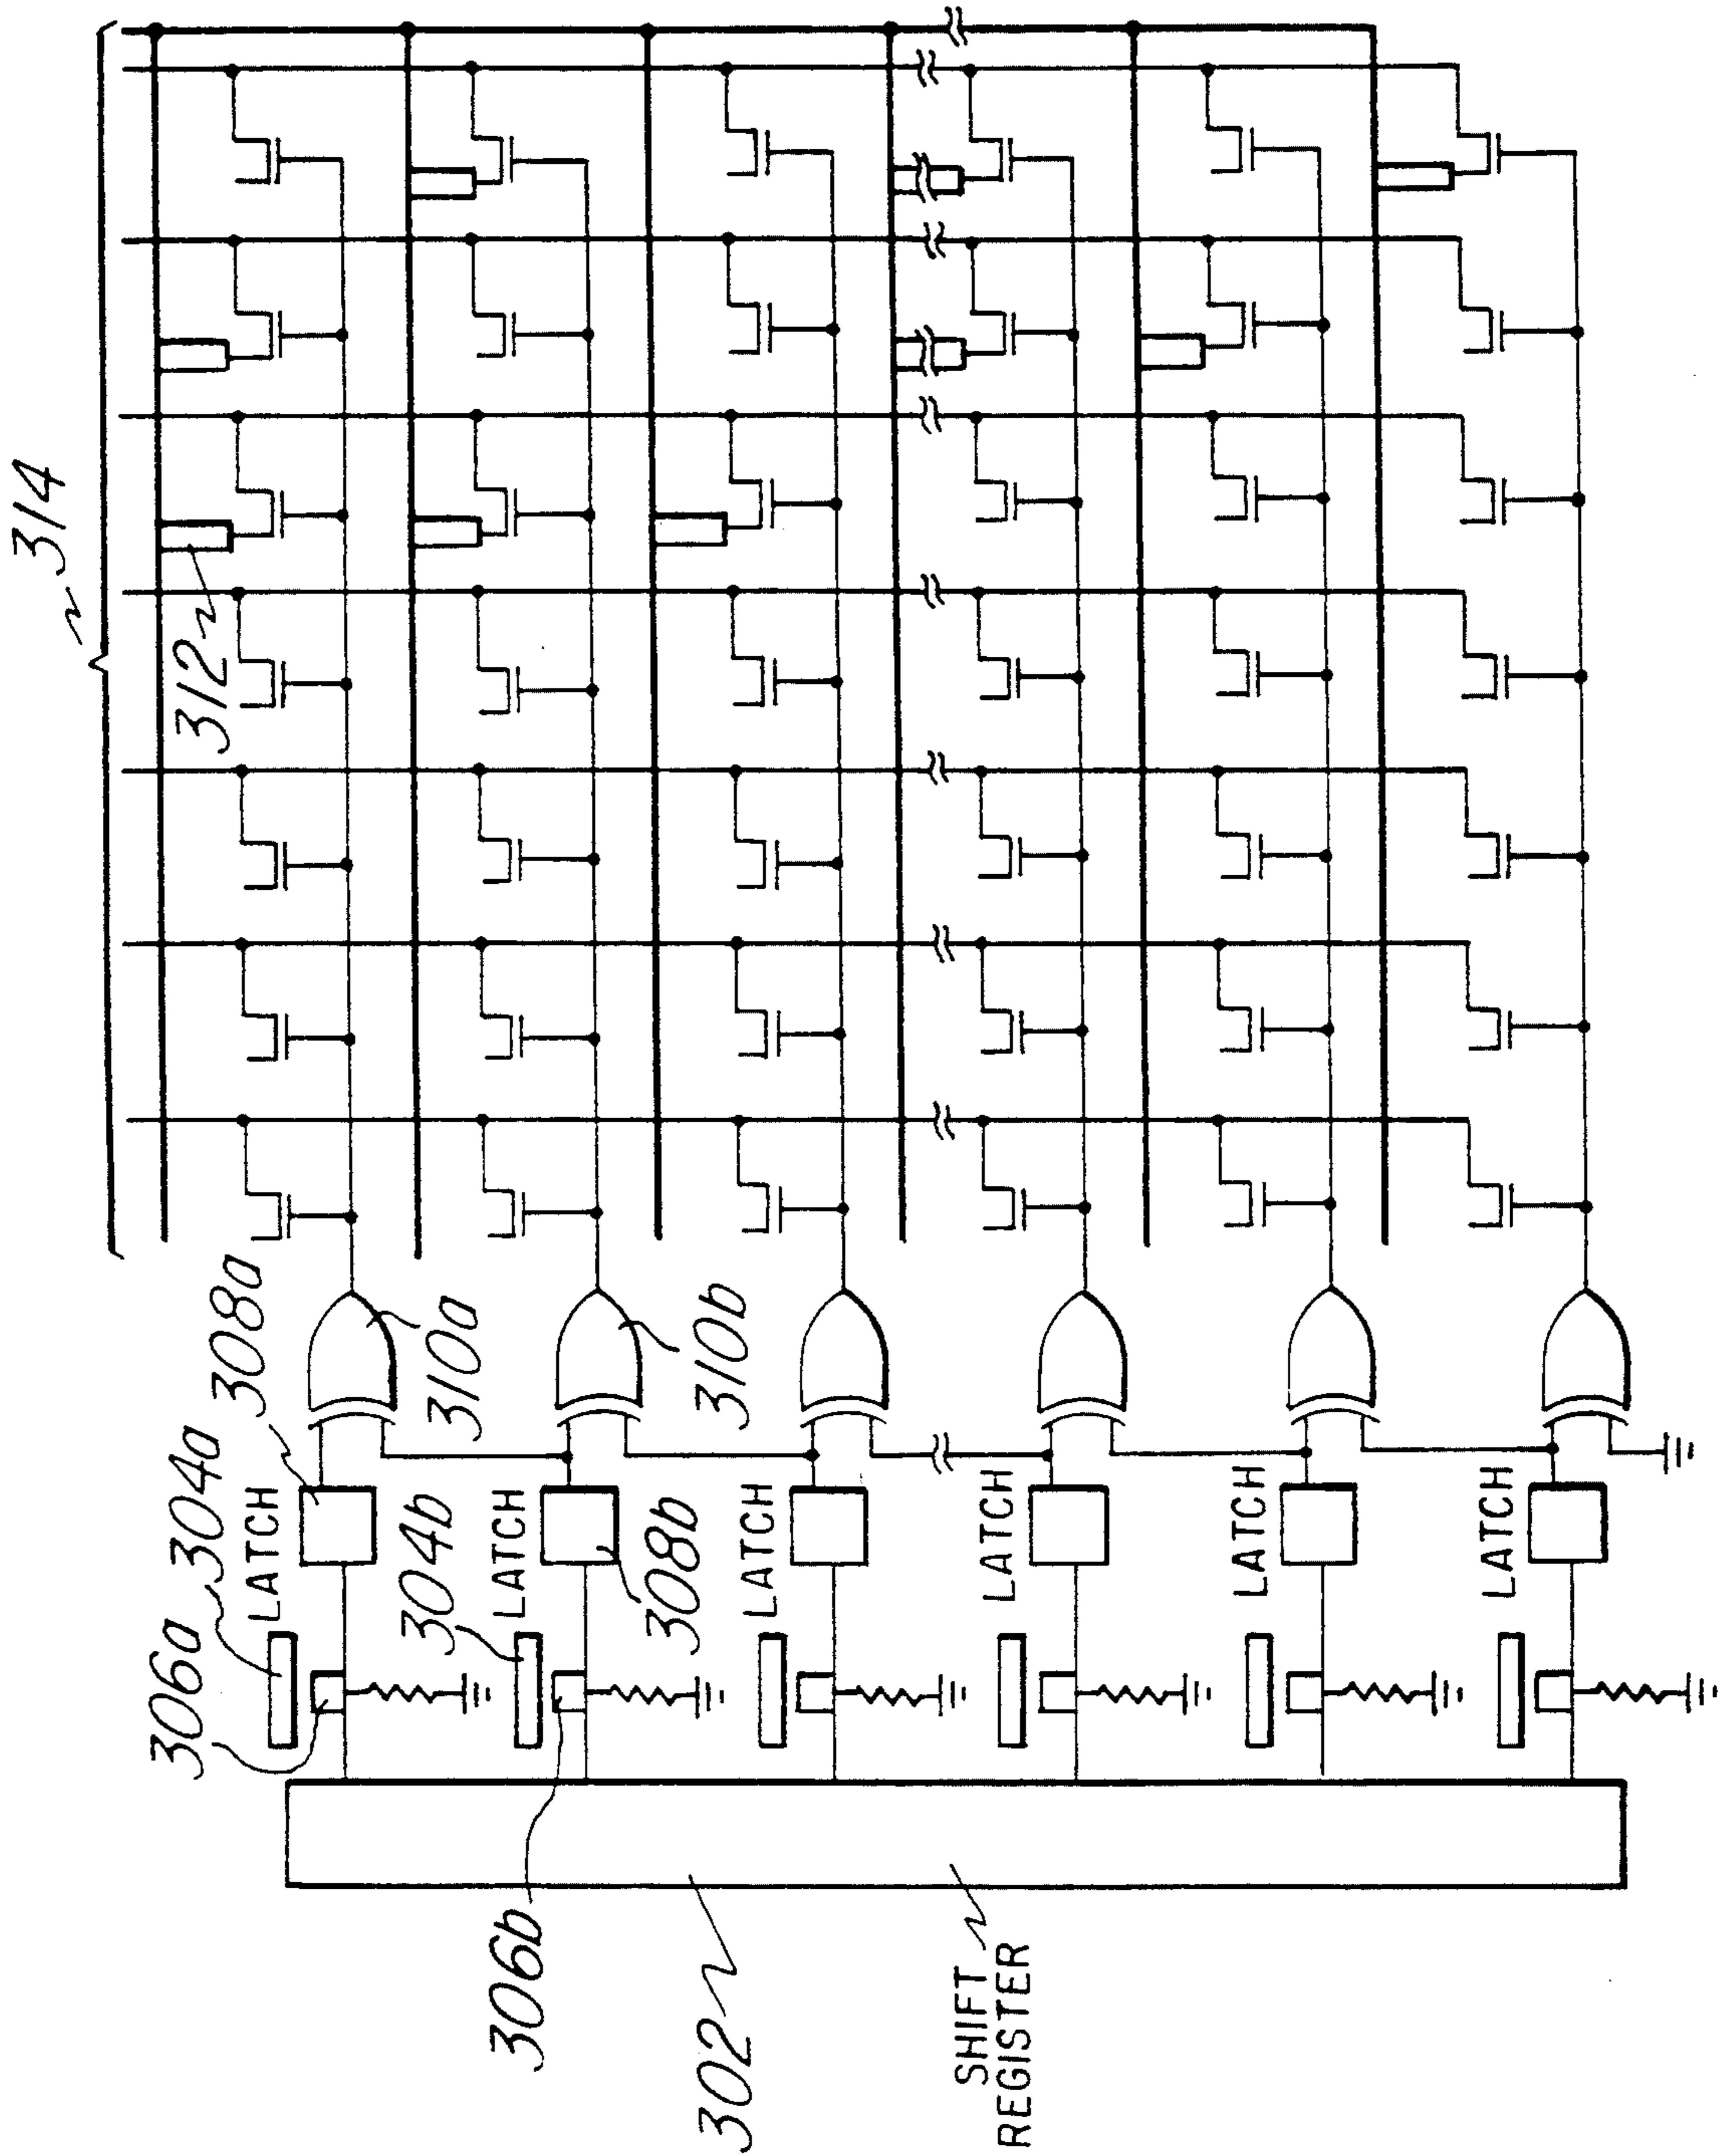 314
312
308a
310a
310b
304a
LATCH
306a
304b
LATCH
308b
LATCH
LATCH
LATCH
LATCH
306b
302
SHIFT
REGISTER